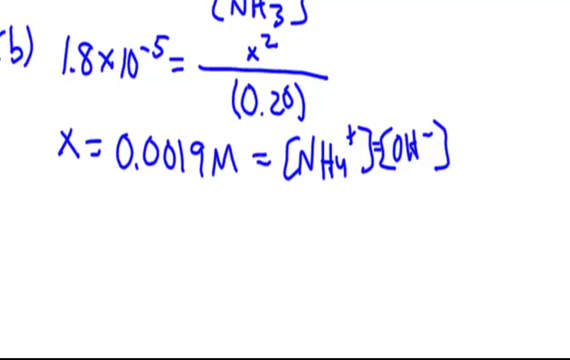 [NH3]
b) 1.8×10^-5 = x^2
(0.20)
x = 0.0019M = [NH4+]=[OH-]